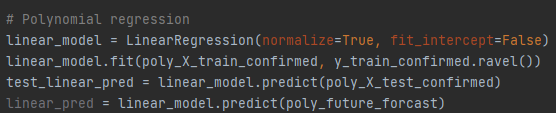 # Polynomial regression
linear_model = LinearRegression(normalize=True, fit_intercept=False)
linear_model.fit(poly_X_train_confirmed, y_train_confirmed.ravel())
test_linear_pred = linear_model.predict(poly_X_test_confirmed)
linear_pred = linear_model.predict(poly_future_forcast)